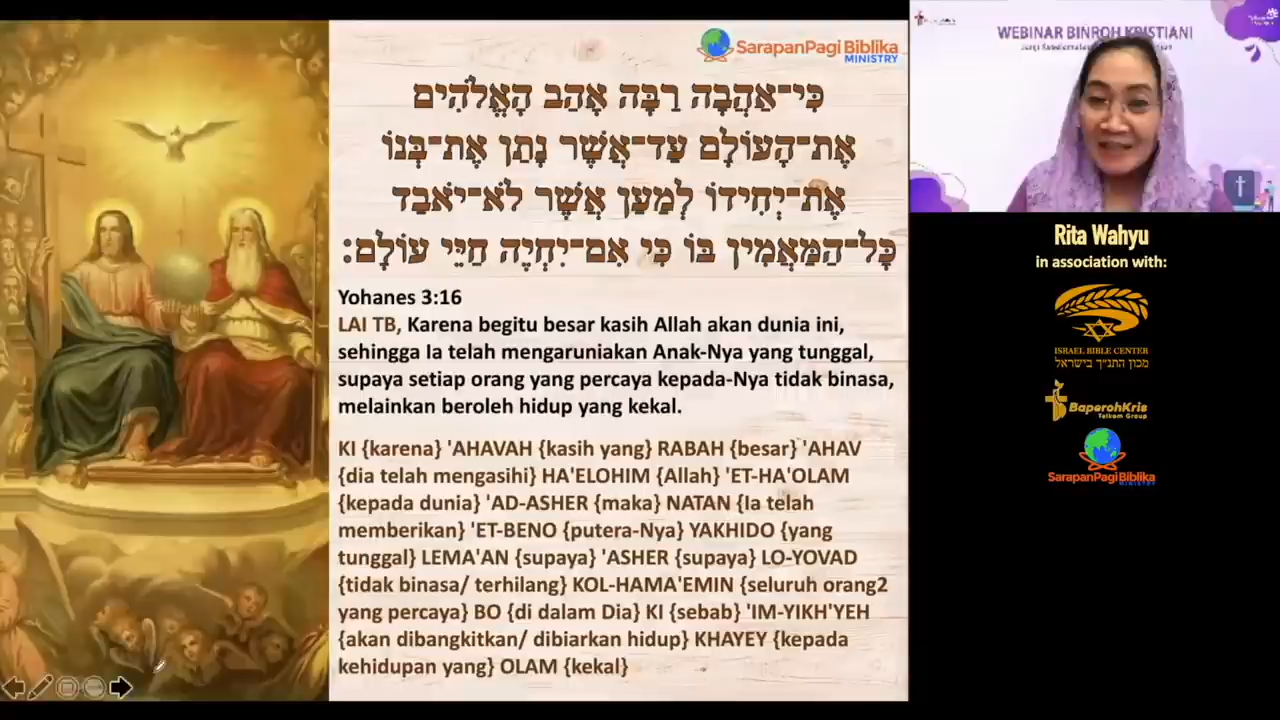 SarapanPagi Biblika
MINISTRY
כִּי־אַהֲבָה רַבָּה אָהַב הָאֱלֹהִים
אֶת־הָעוֹלָם עַד־אֲשֶׁר נָתַן אֶת־בְּנוֹ
אֶת־יְחִידוֹ לְמַעַן אֲשֶׁר לֹא־יֹאבַד
כָּל־הַמַּאֲמִין בּוֹ כִּי אִם־יִחְיֶה חַיֵּי עוֹלָם׃
Yohanes 3:16
LAI TB, Karena begitu besar kasih Allah akan dunia ini,
sehingga Ia telah mengaruniakan Anak-Nya yang tunggal,
supaya setiap orang yang percaya kepada-Nya tidak binasa,
melainkan beroleh hidup yang kekal.
KI {karena} 'AHAVAH {kasih yang} RABAH {besar} 'AHAV
{dia telah mengasihi} HA'ELOHIM {Allah} 'ET-HA'OLAM
{kepada dunia} 'AD-ASHER {maka} NATAN {Ia telah
memberikan} 'ET-BENO {putera-Nya} YAKHIDO {yang
tunggal} LEMA'AN {supaya} 'ASHER {supaya} LO-YOVAD
{tidak binasa/ terhilang} KOL-HAMA'EMIN {seluruh orang2
yang percaya} BO {di dalam Dia} KI {sebab} 'IM-YIKH'YEH
{akan dibangkitkan/ dibiarkan hidup} KHAYEY {kepada
kehidupan yang} OLAM {kekal}
WEBINAR BINROH KRISTIANI
Rita Wahyu
in association with:
ISRAEL BIBLE CENTER
מכון התנ״ך בישראל
BaperohKris
Telkom Group
SarapanPagi Biblika
MINISTRY